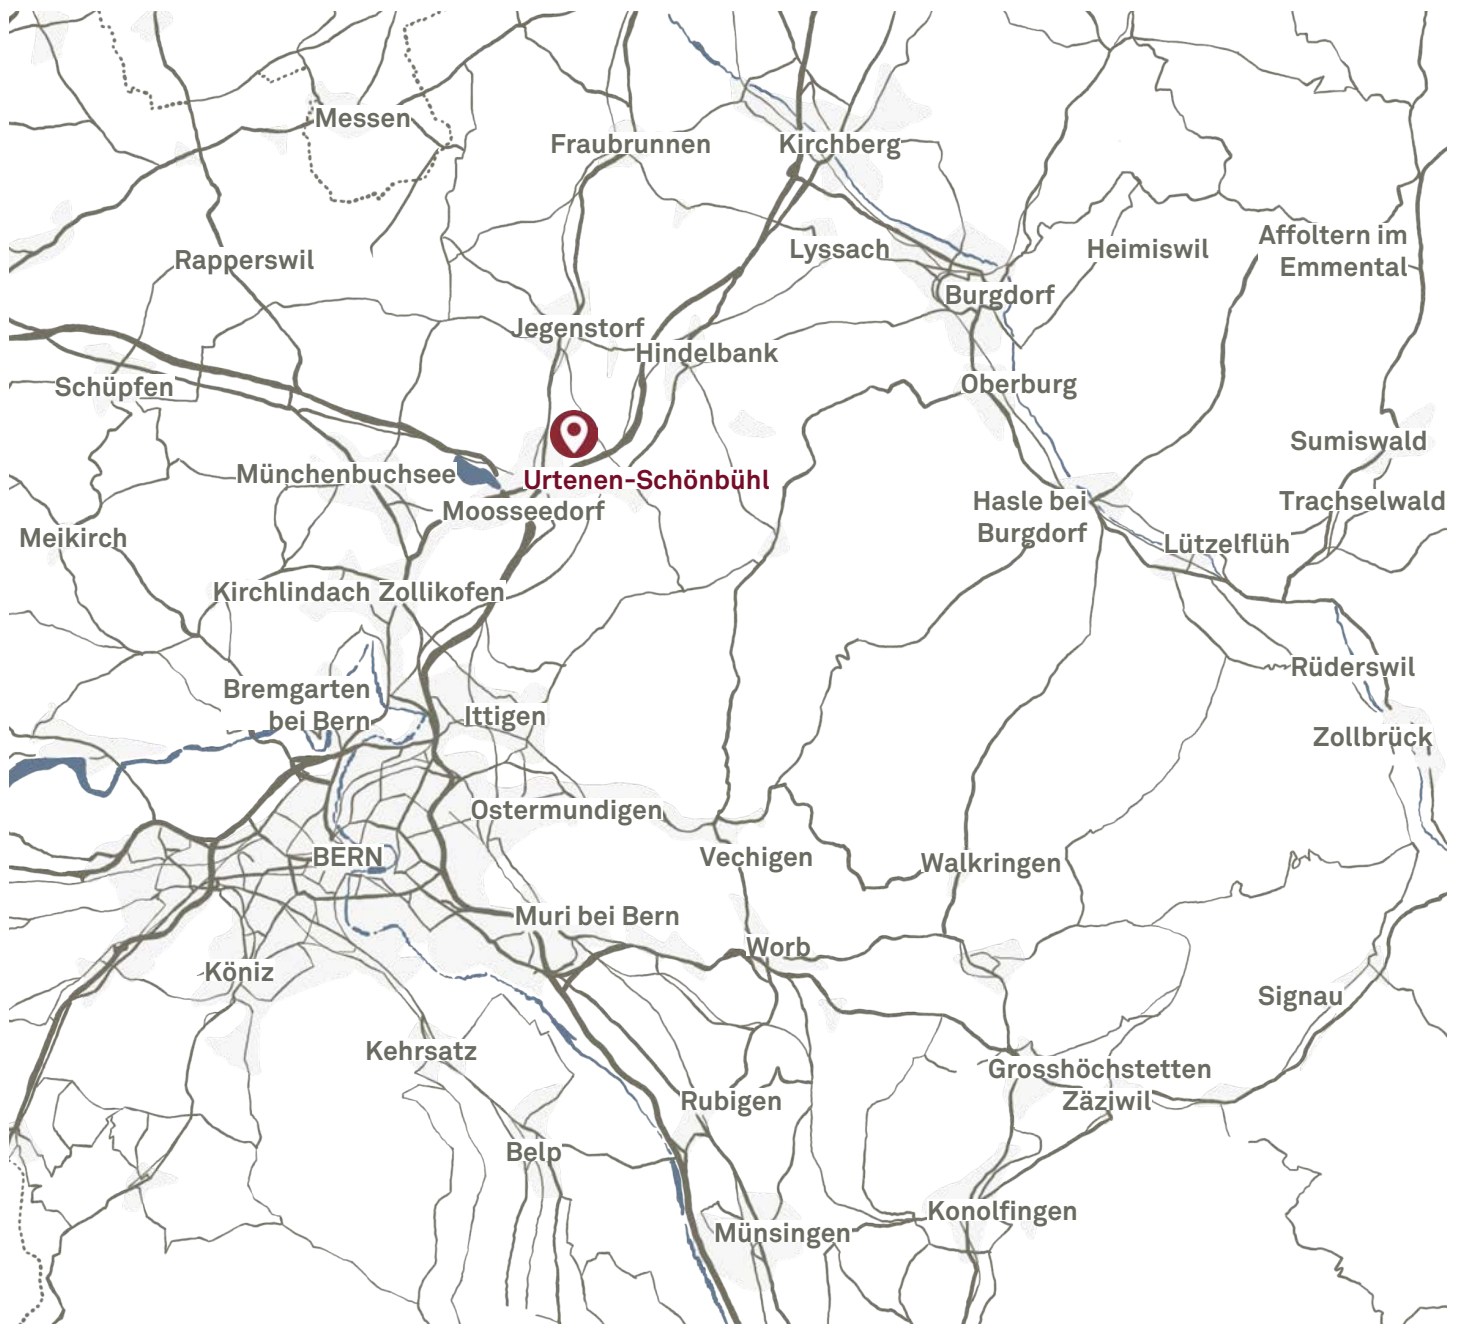 Messen
Fraubrunnen
Kirchberg
Rapperswil
Lyssach
Heimiswil
Affoltern im
Emmental
Burgdorf
Jegenstorf
Hindelbank
Schüpfen
Oberburg
Sumiswald
Münchenbuchsee
Urtenen-Schönbühl
Moosseedorf
Hasle bei
Burgdorf
Trachselwald
Meikirch
Lützelflüh
Kirchlindach
Zollikofen
Rüderswil
Bremgarten
bei Bern
Ittigen
Zollbrück
Ostermundigen
BERN
Vechigen
Walkringen
Muri bei Bern
Worb
Köniz
Signau
Kehrsatz
Grosshöchstetten
Zäziwil
Rubigen
Belp
Konolfingen
Münsingen